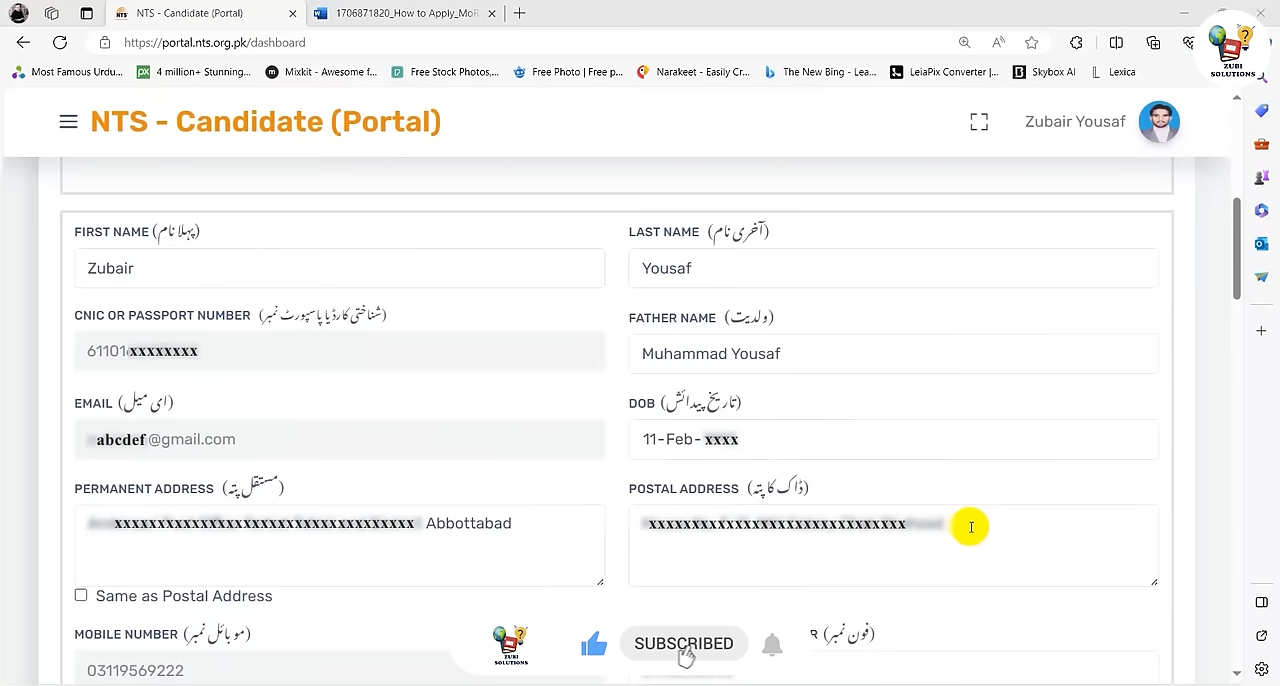 NTS - Candidate (Portal)
1706871820_How to Apply_MoR
https://portal.nts.org.pk/dashboard
Most Famous Urdu...
4 million+ Stunning...
Mixkit - Awesome f...
Free Stock Photos,...
Free Photo | Free p...
Narakeet - Easily Cr...
The New Bing - Lea...
LeiaPix Converter |...
Skybox AI
Lexica
ZUBI
SOLUTIONS
NTS - Candidate (Portal)
Zubair Yousaf
FIRST NAME (پہلا نام)
LAST NAME (آخری نام)
Zubair
Yousaf
CNIC OR PASSPORT NUMBER (شناختی کارڈ یا پاسپورٹ نمبر)
FATHER NAME (ولدیت)
61101xxxxxxxx
Muhammad Yousaf
EMAIL (ای میل)
DOB (تاریخ پیدائش)
abcdef@gmail.com
11-Feb-xxxx
PERMANENT ADDRESS (مستقل پتہ)
POSTAL ADDRESS (ڈاک کا پتہ)
Abbottabad
Same as Postal Address
MOBILE NUMBER (موبائل نمبر)
R (فون نمبر)
03119569222
ZUBI
SOLUTIONS
SUBSCRIBED